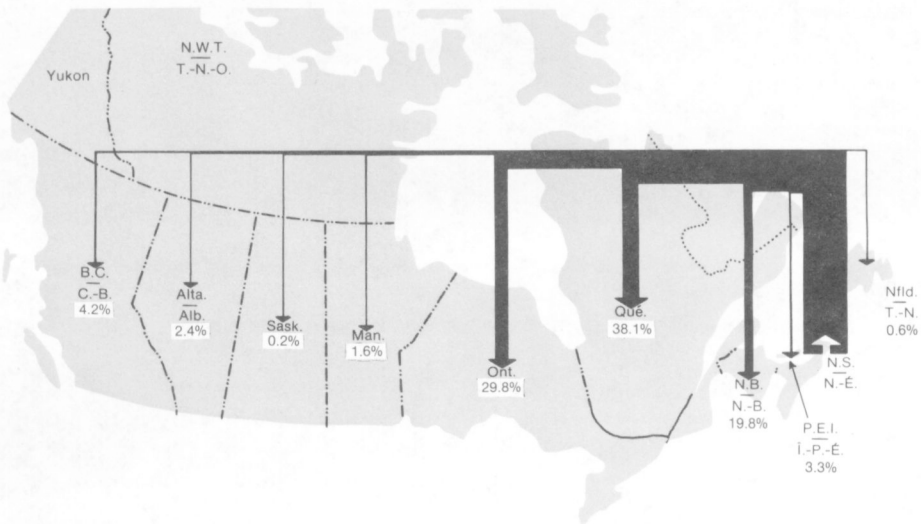 N.W.T.
T.-N.-O.
Yukon
B.C.
C.-B.
4.2%
Alta.
Alb.
2.4%
Sask.
0.2%
Man.
1.6%
Ont.
29.8%
Qué.
38.1%
N.B.
N.-B.
19.8%
P.E.I.
Î.-P.-É.
3.3%
N.S.
N.-É.
Nfld.
T.-N.
0.6%